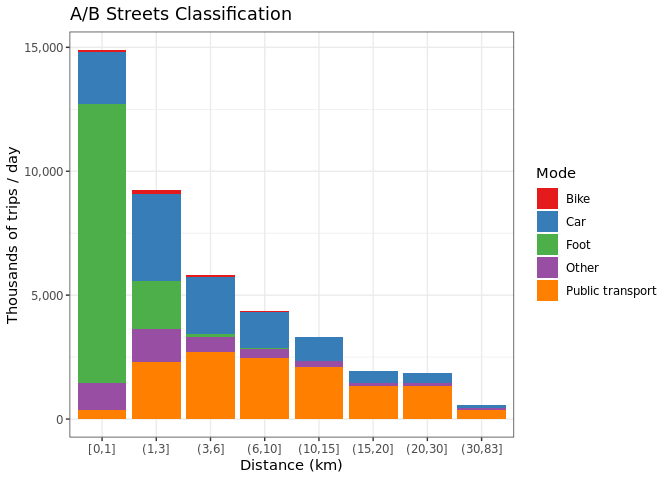 A/B Streets Classification
Thousands of trips / day
15,000
10,000
5,000
0
[0,1]
(1,3]
(3,6]
(6,10]
(10,15]
(15,20]
(20,30]
(30,83]
Distance (km)
Mode
Bike
Car
Foot
Other
Public transport